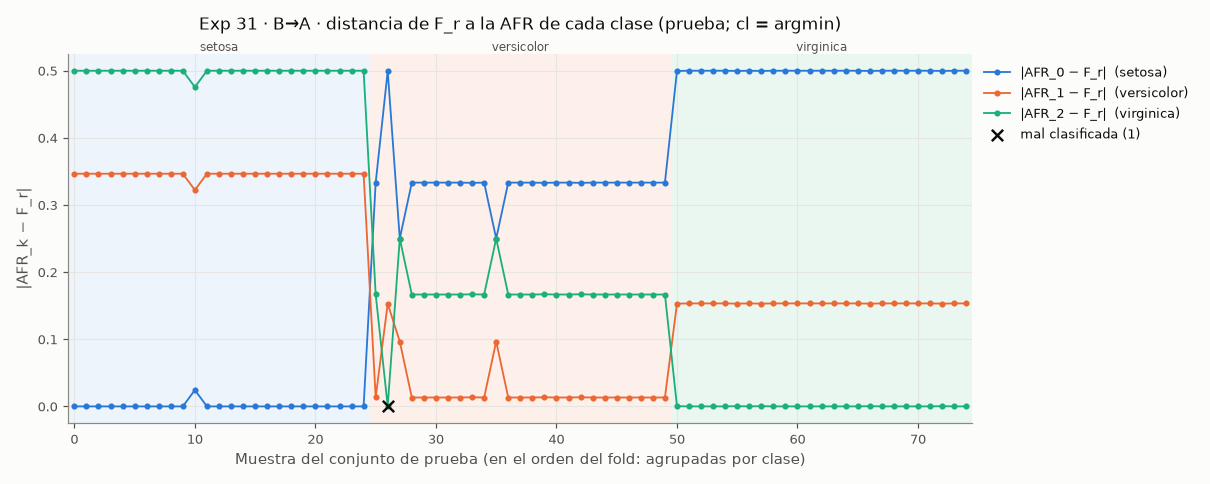 Exp 31 · B→A · distancia de F_r a la AFR de cada clase (prueba; cl = argmin)
setosa versicolor virginica
|AFR_0 − F_r| (setosa)
|AFR_1 − F_r| (versicolor)
|AFR_2 − F_r| (virginica)
mal clasificada (1)
|AFR_k − F_r|
0.5
0.4
0.3
0.2
0.1
0.0
0 10 20 30 40 50 60 70
Muestra del conjunto de prueba (en el orden del fold: agrupadas por clase)